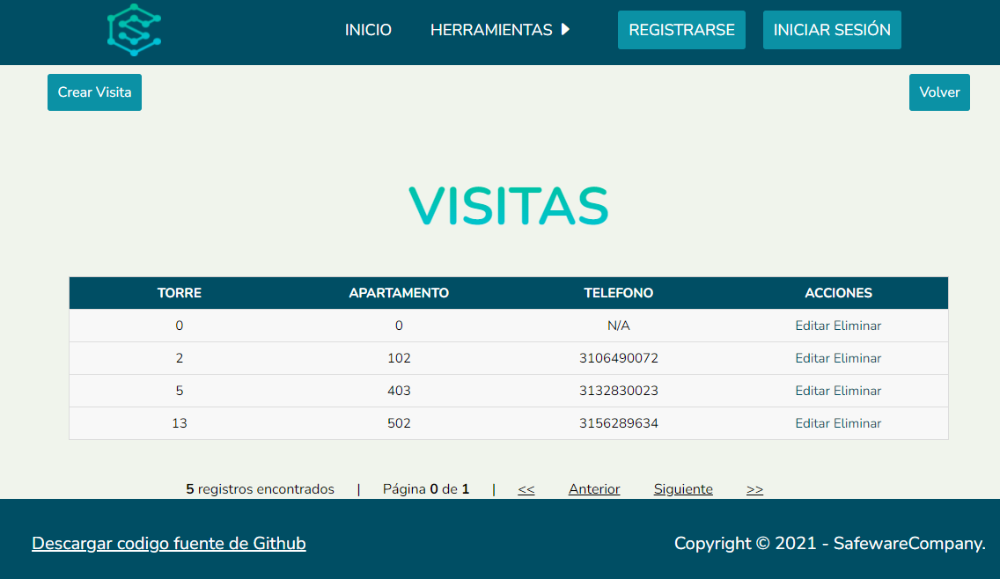 INICIO HERRAMIENTAS REGISTRARSE INICIAR SESIÓN
Crear Visita Volver
VISITAS
TORRE APARTAMENTO TELEFONO ACCIONES
0 0 N/A Editar Eliminar
2 102 3106490072 Editar Eliminar
5 403 3132830023 Editar Eliminar
13 502 3156289634 Editar Eliminar
5 registros encontrados | Página 0 de 1 | << Anterior Siguiente >>
Descargar codigo fuente de Github Copyright © 2021 - SafewareCompany.